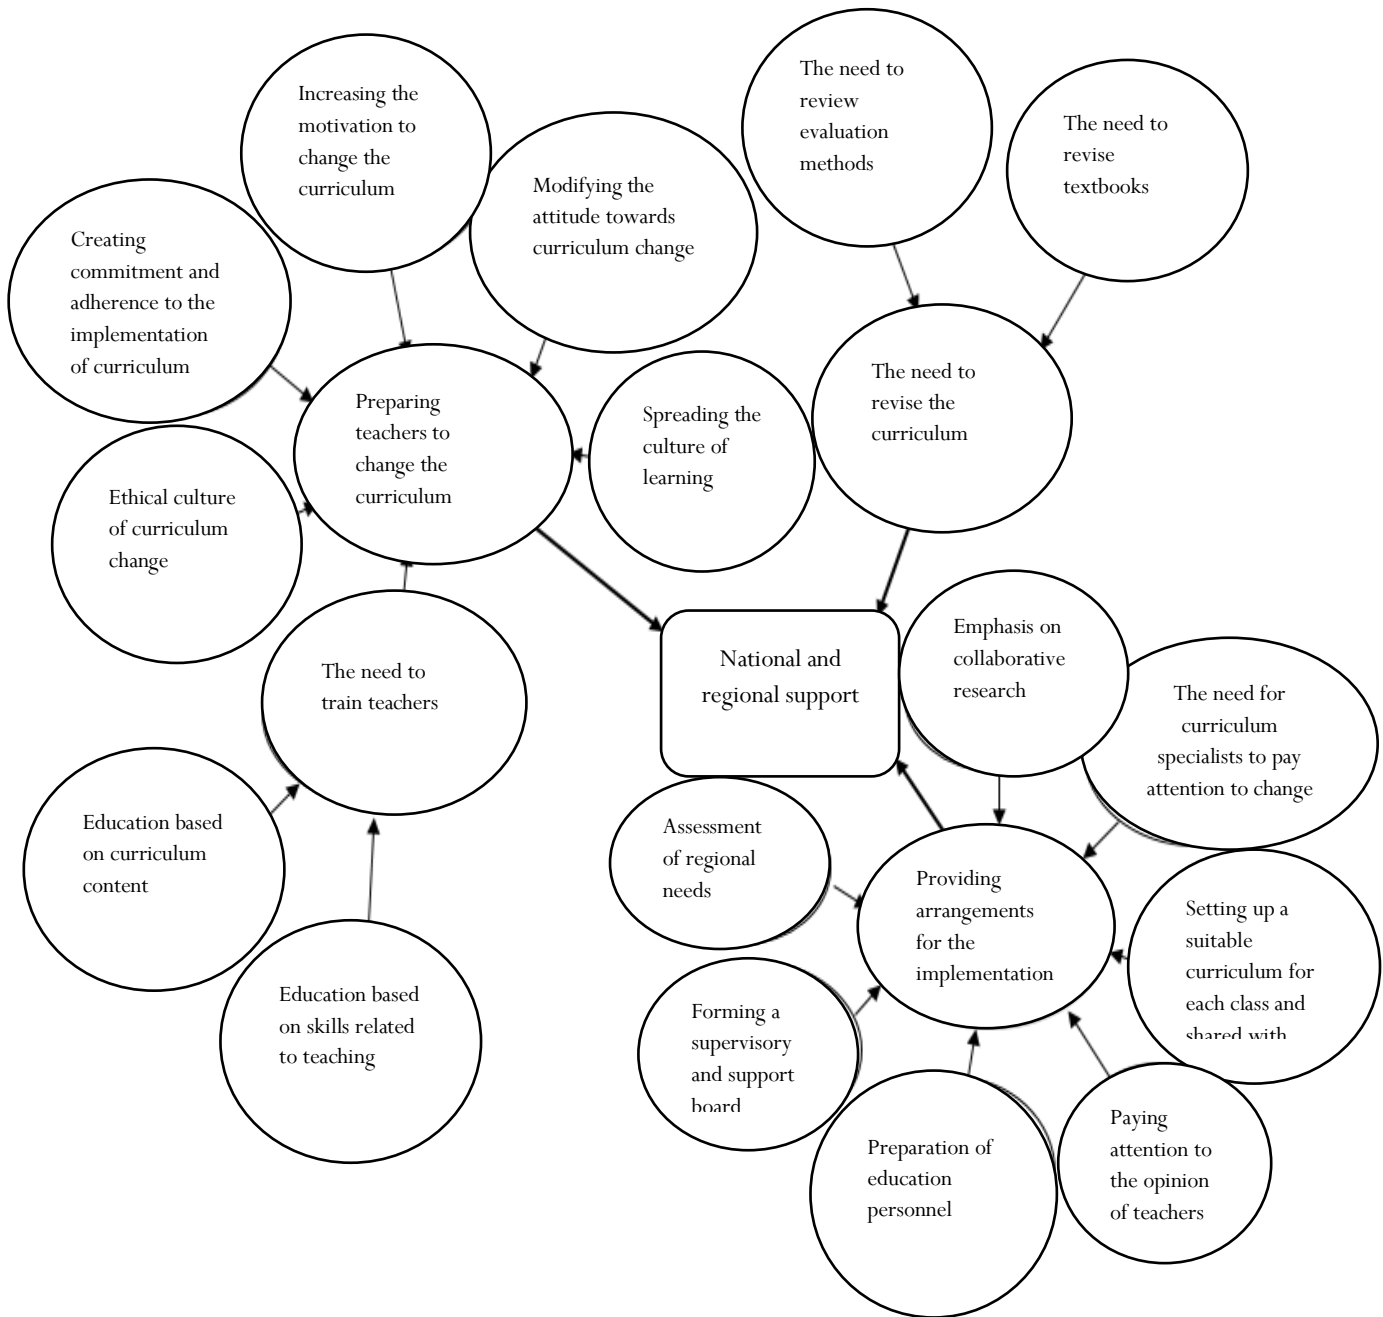 Increasing the
motivation to
change the
curriculum
The need to
review
evaluation
methods
The need to
revise
textbooks
Modifying the
attitude towards
curriculum change
Creating
commitment and
adherence to the
implementation
of curriculum
Preparing
teachers to
change the
curriculum
Spreading the
culture of
learning
The need to
revise the
curriculum
Ethical culture
of curriculum
change
The need to
train teachers
National and
regional support
Emphasis on
collaborative
research
The need for
curriculum
specialists to pay
attention to change
Education based
on curriculum
content
Assessment
of regional
needs
Providing
arrangements
for the
implementation
Setting up a
suitable
curriculum for
each class and
shared with
Education based
on skills related
to teaching
Forming a
supervisory
and support
board
Preparation of
education
personnel
Paying
attention to
the opinion
of teachers